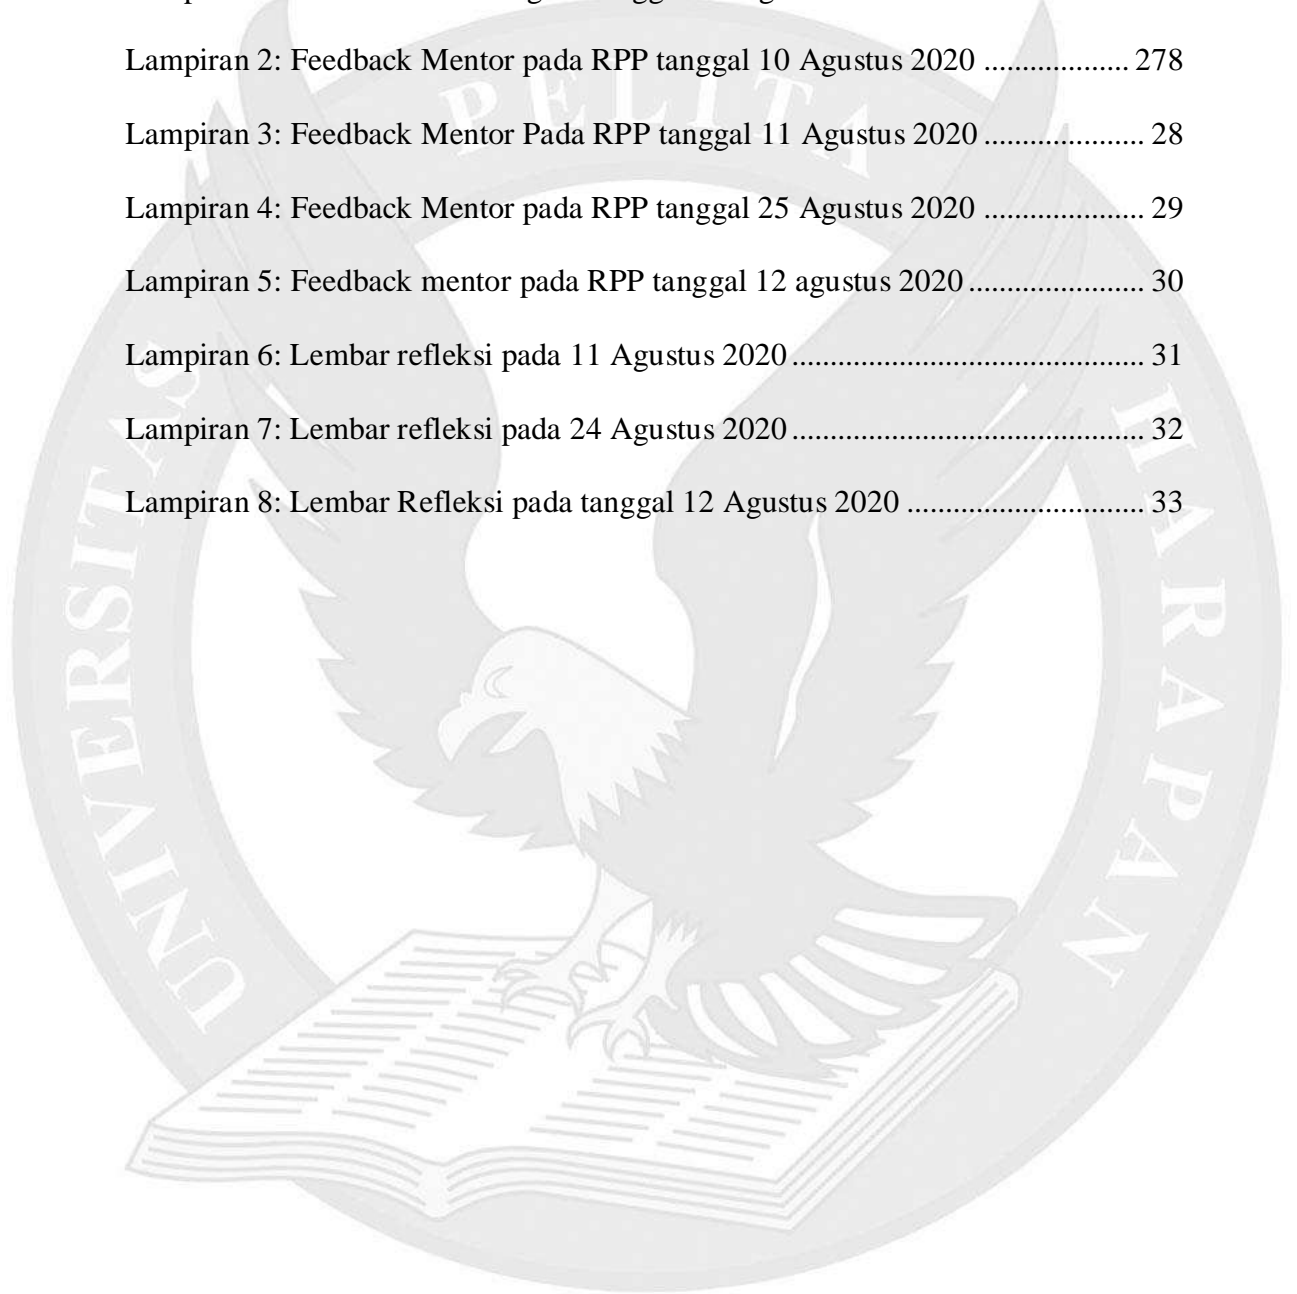 Lampiran 2: Feedback Mentor pada RPP tanggal 10 Agustus 2020 .................. 278
Lampiran 3: Feedback Mentor Pada RPP tanggal 11 Agustus 2020 .................... 28
Lampiran 4: Feedback Mentor pada RPP tanggal 25 Agustus 2020 .................... 29
Lampiran 5: Feedback mentor pada RPP tanggal 12 agustus 2020 ...................... 30
Lampiran 6: Lembar refleksi pada 11 Agustus 2020 ............................................ 31
Lampiran 7: Lembar refleksi pada 24 Agustus 2020 ............................................ 32
Lampiran 8: Lembar Refleksi pada tanggal 12 Agustus 2020 .............................. 33
UNIVERSITAS PELITA HARAPAN